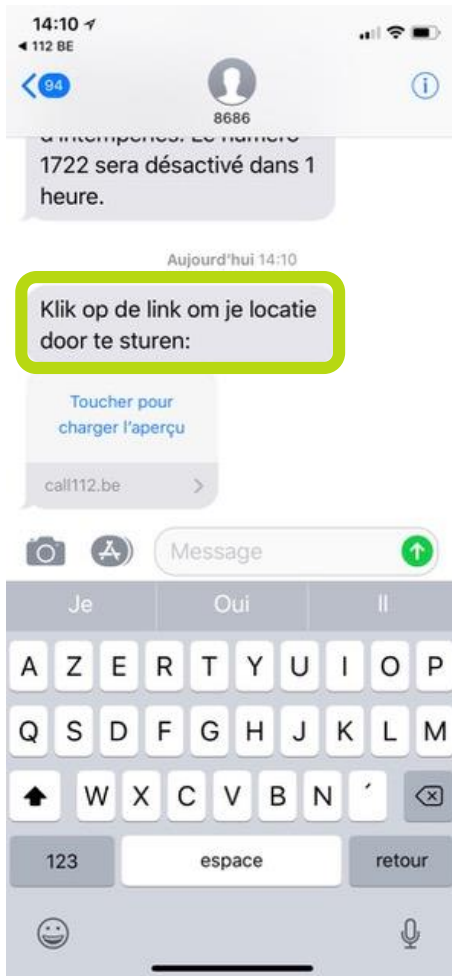 14:10
◀ 112 BE
94
8686
d'intempéries. Le numéro
1722 sera désactivé dans 1
heure.
Aujourd'hui 14:10
Klik op de link om je locatie
door te sturen:
Toucher pour
charger l'aperçu
call112.be
Message
Je Oui Il
A Z E R T Y U I O P
Q S D F G H J K L M
W X C V B N ´
123 espace retour